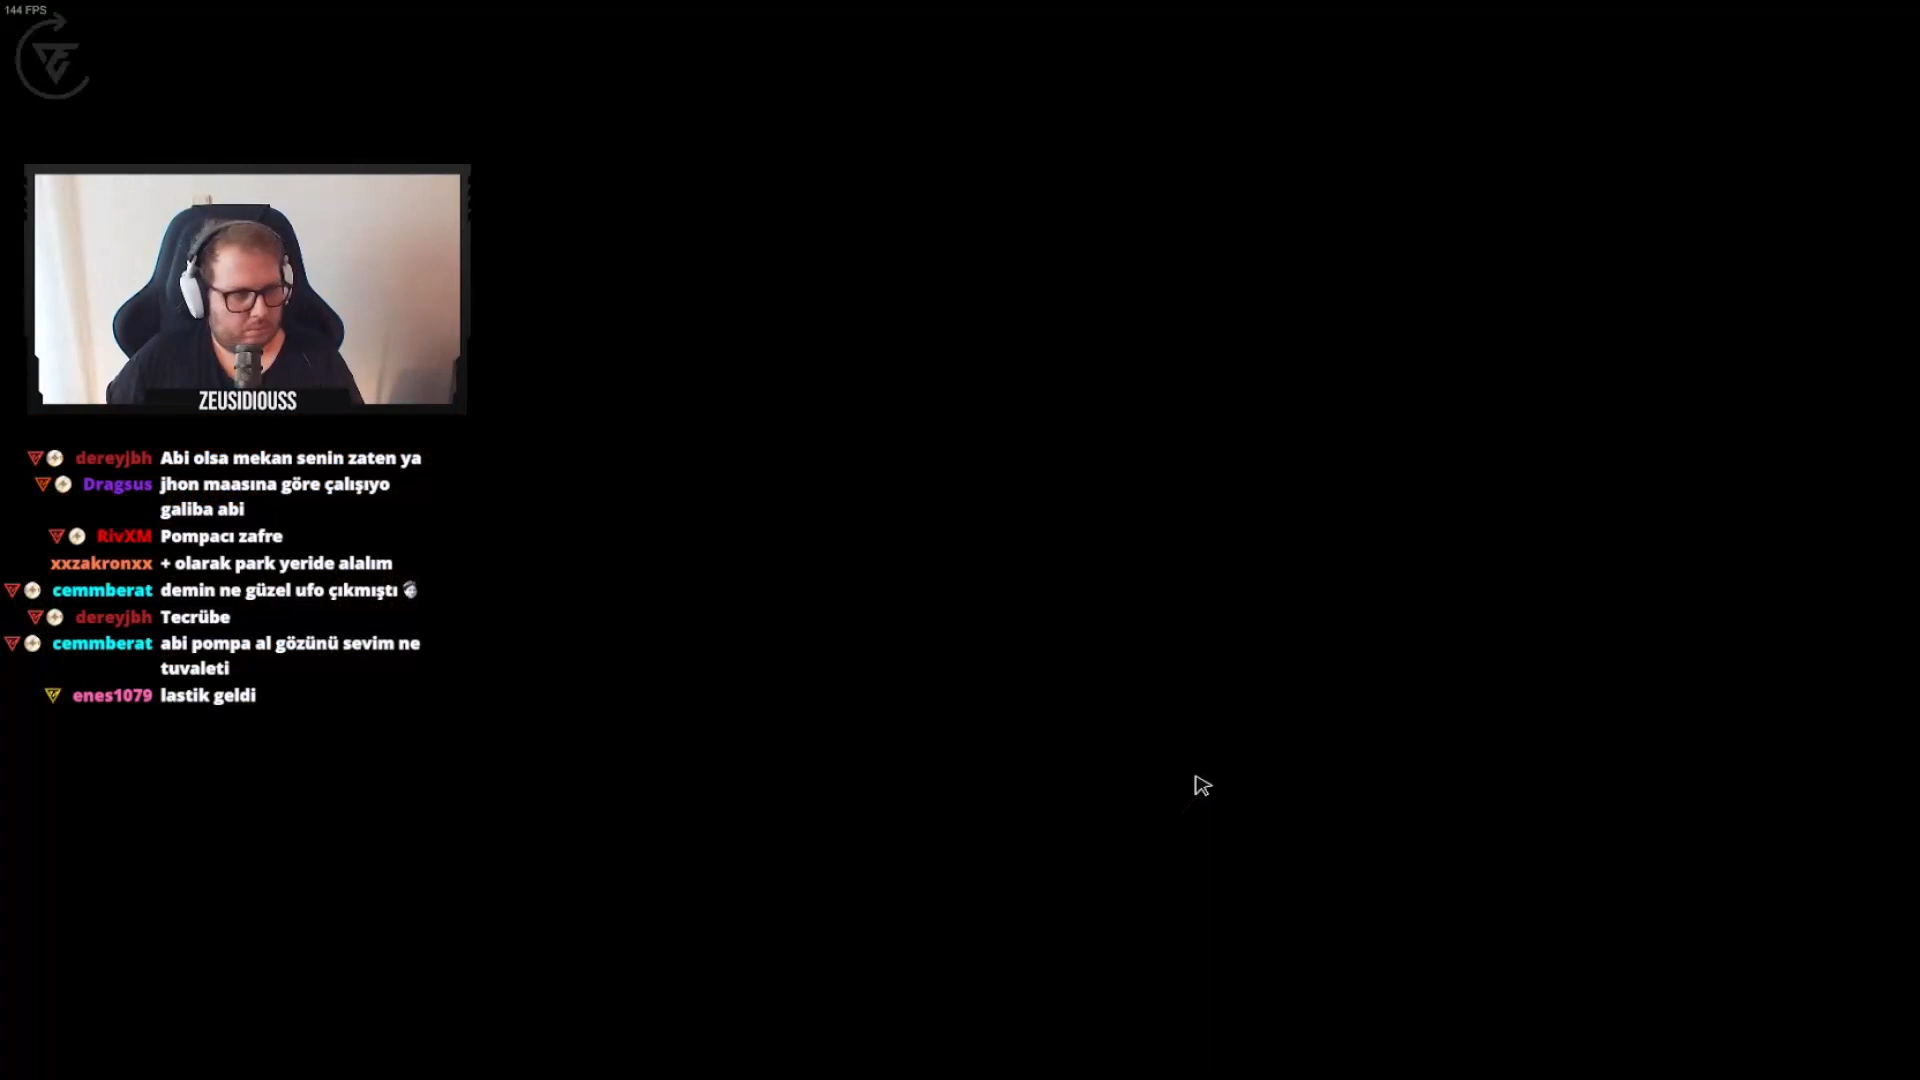 144 FPS
ZEUSIDIOUSS
dereyjbh Abi olsa mekan senin zaten ya
Dragsus jhon maasına göre çalışıyo
galiba abi
RivXM Pompacı zafre
xxzakronxx + olarak park yeride alalım
cemmberat demin ne güzel ufo çıkmıştı
dereyjbh Tecrübe
cemmberat abi pompa al gözünü sevim ne
tuvaleti
enes1079 lastik geldi